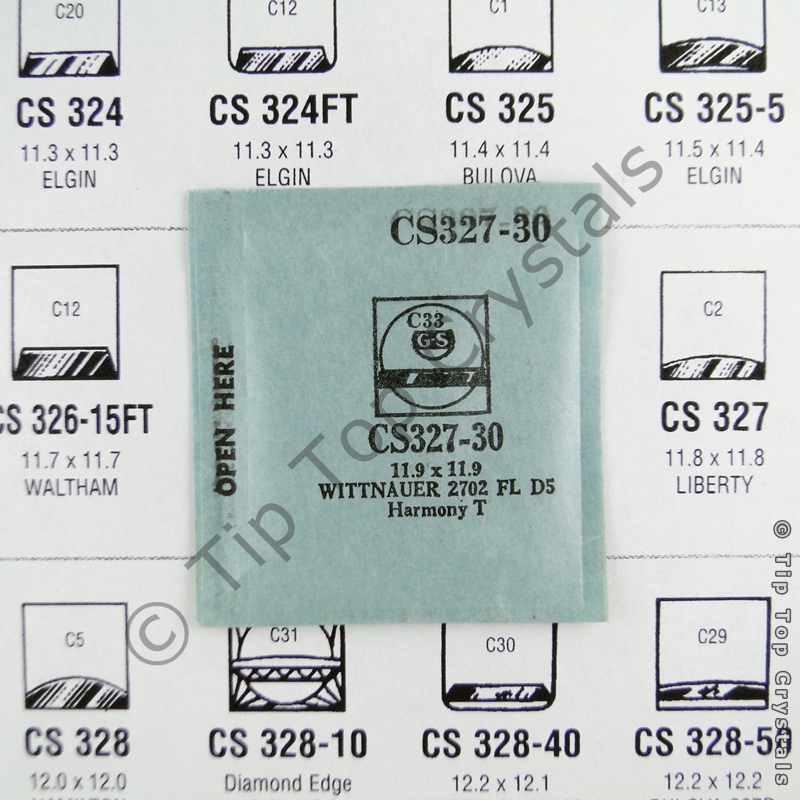 C20
C12
C1
C13
CS 324
CS 324FT
CS 325
CS 325-5
11.3 x 11.3
11.3 x 11.3
11.4 x 11.4
11.5 x 11.4
ELGIN
ELGIN
BULOVA
ELGIN
CS327-30
C33
G-S
OPEN HERE
CS327-30
11.9 x 11.9
WITTNAUER 2702 FL D5
Harmony T
C12
CS 326-15FT
11.7 x 11.7
WALTHAM
C2
CS 327
11.8 x 11.8
LIBERTY
C5
C31
C30
C29
CS 328
CS 328-10
CS 328-40
CS 328-50
12.0 x 12.0
Diamond Edge
12.2 x 12.1
12.2 x 12.2
© Tip Top Crystals
© Tip Top Crystals